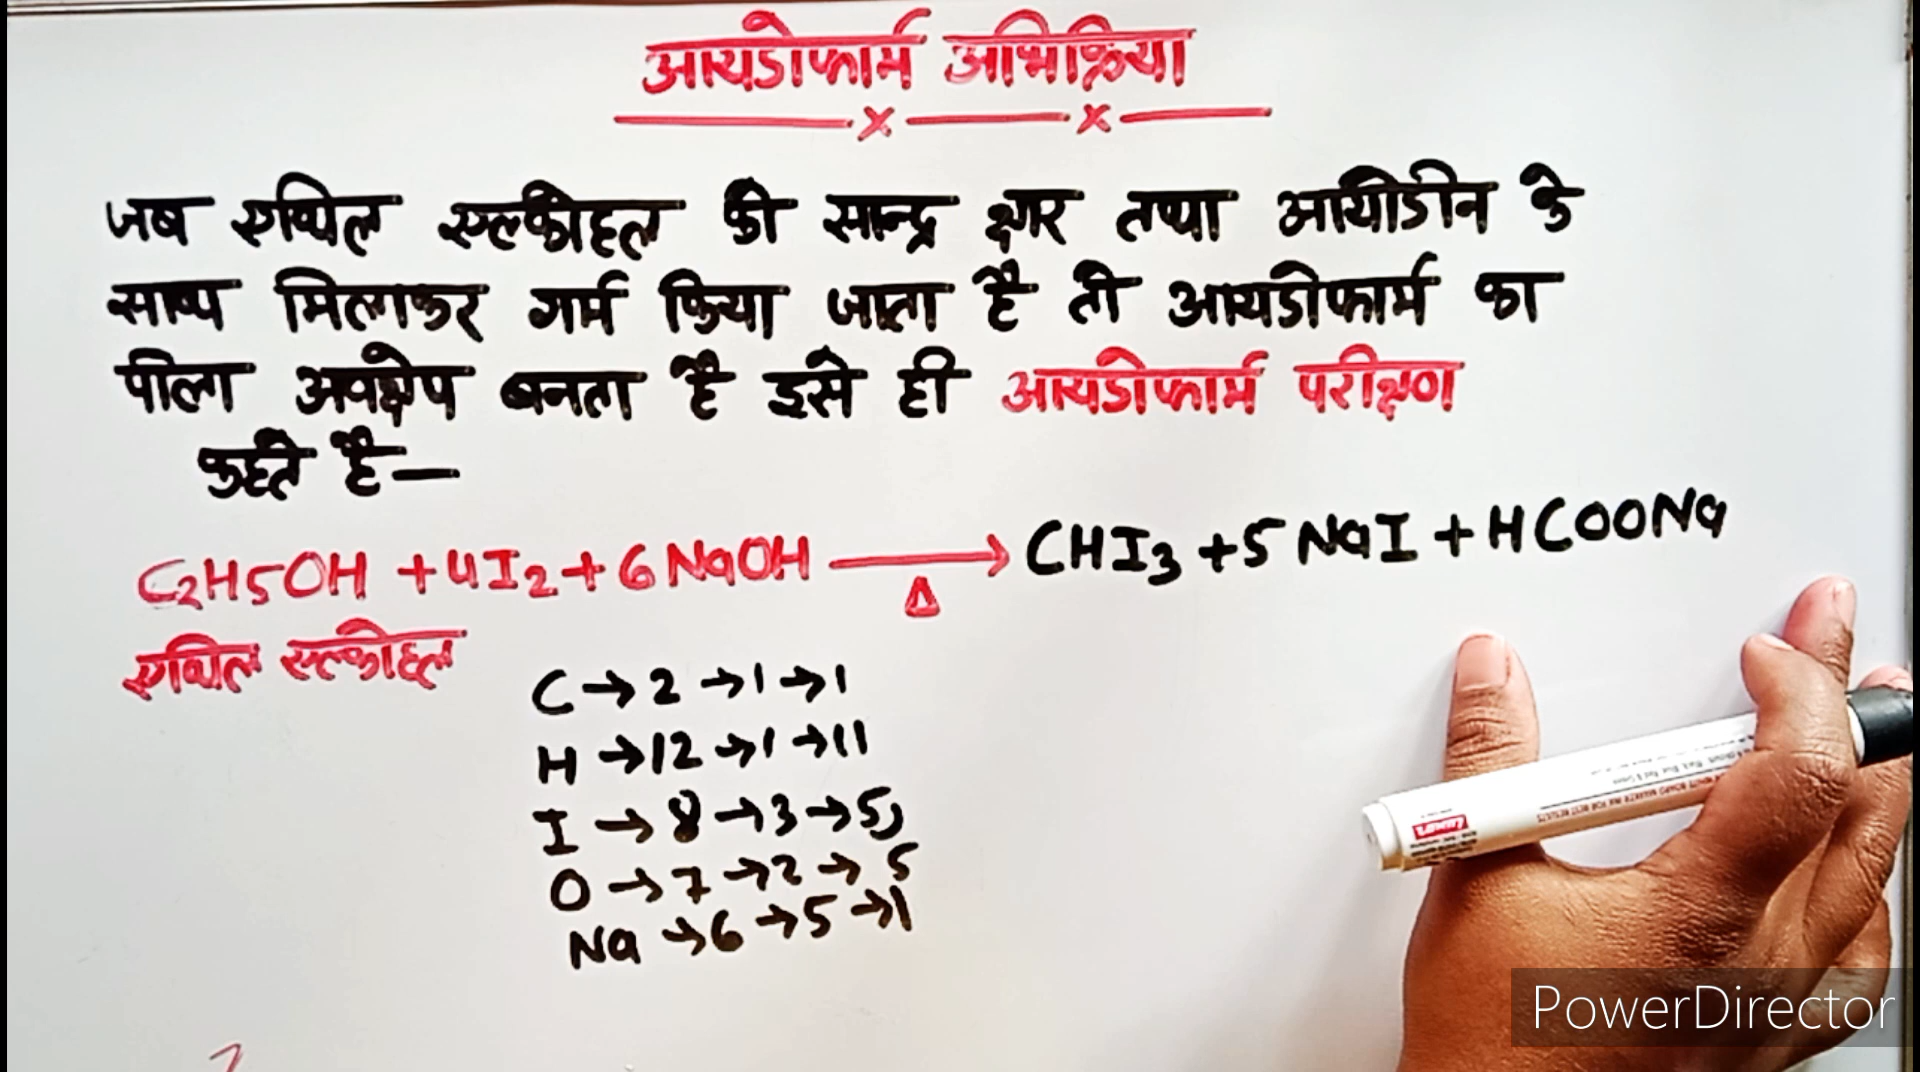 आयडोफार्म अभिक्रिया
जब एथिल एल्कोहल को सान्द्र क्षार तथा आयोडीन के
साथ मिलाकर गर्म किया जाता है तो आयडोफार्म का
पीला अवक्षेप बनता है इसे ही आयडोफार्म परीक्षण
कहते है—
C2H5OH + 4I2 + 6NaOH ⟶ CHI3 + 5NaI + HCOONa
Δ
एथिल एल्कोहल
C → 2 → 1 → 1
H → 12 → 1 → 11
I → 8 → 3 → 5,
O → 7 → 2 → 5
Na → 6 → 5 → 1
Luxor
PowerDirector